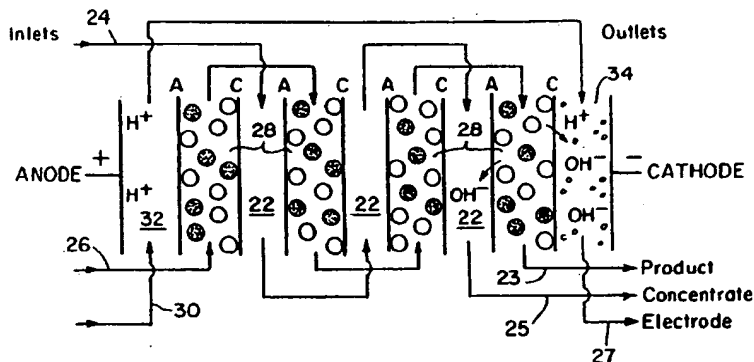 24
Inlets
Outlets
34
A C A C A C A C
H+
28
28
H+
ANODE +
OH-
- CATHODE
H+
OH-
OH-
32
22
22
22
26
23
Product
30
25
Concentrate
27
Electrode